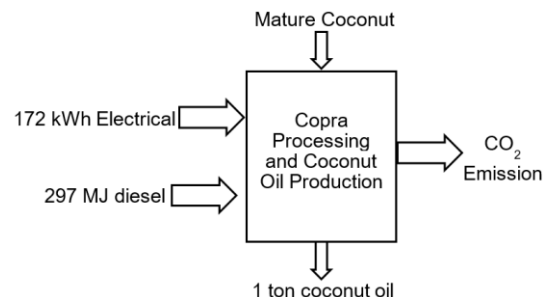 Mature Coconut
172 kWh Electrical
297 MJ diesel
Copra
Processing
and Coconut
Oil Production
CO₂
Emission
1 ton coconut oil